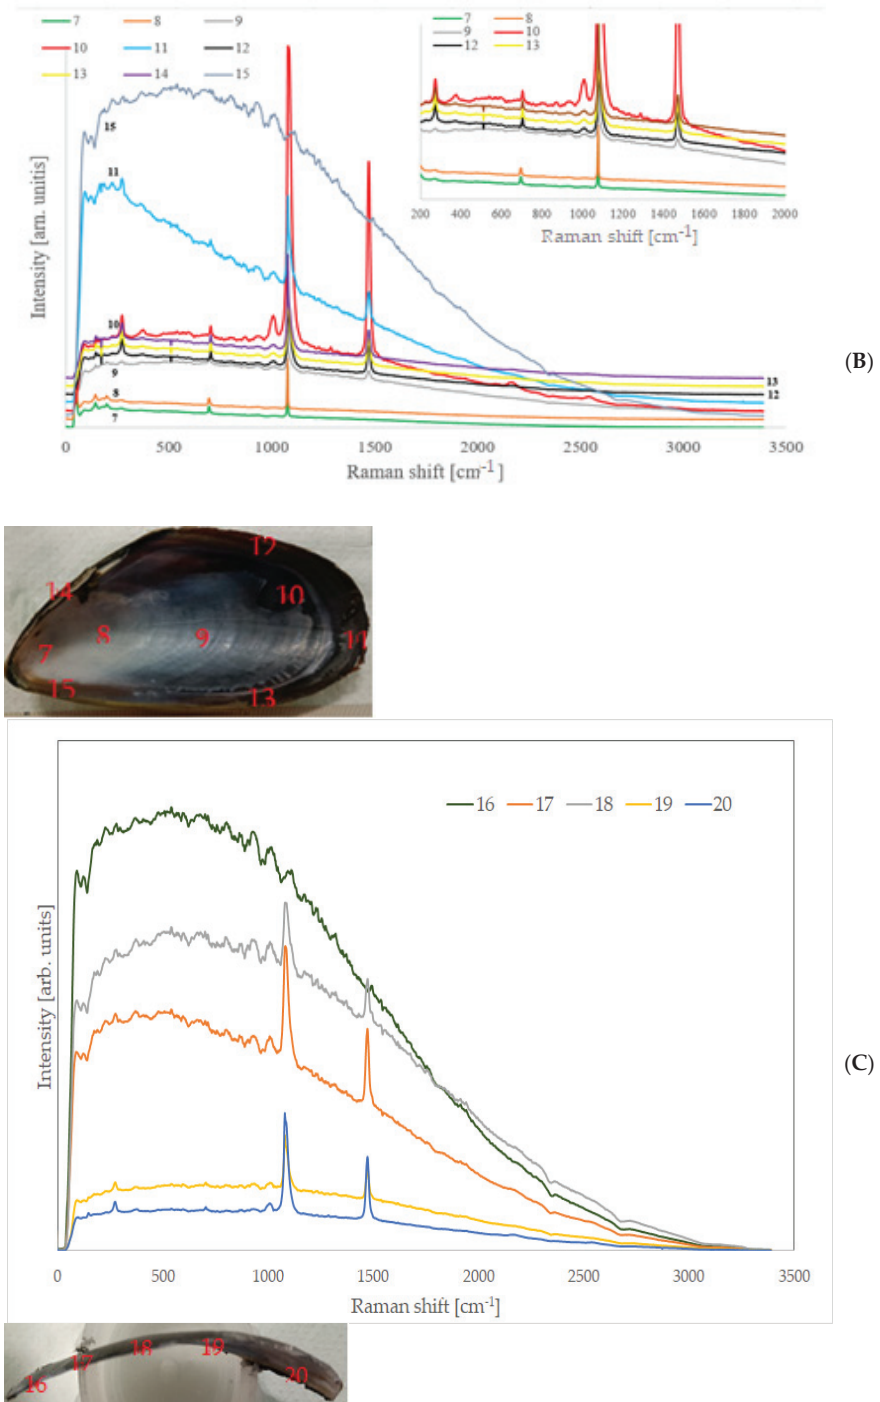 7 8 9
10 11 12
13 14 15
7 8
9 10
12 13
15
11
10
9
8
7
13
12
200 400 600 800 1000 1200 1400 1600 1800 2000
Raman shift [cm-1]
Intensity [arn. unitis]
0 500 1000 1500 2000 2500 3000 3500
Raman shift [cm-1]
(B)
12
14
10
8
9
11
7
15
13
16 17 18 19 20
Intensity [arb. units]
0 500 1000 1500 2000 2500 3000 3500
Raman shift [cm-1]
(C)
18
19
17
20
16